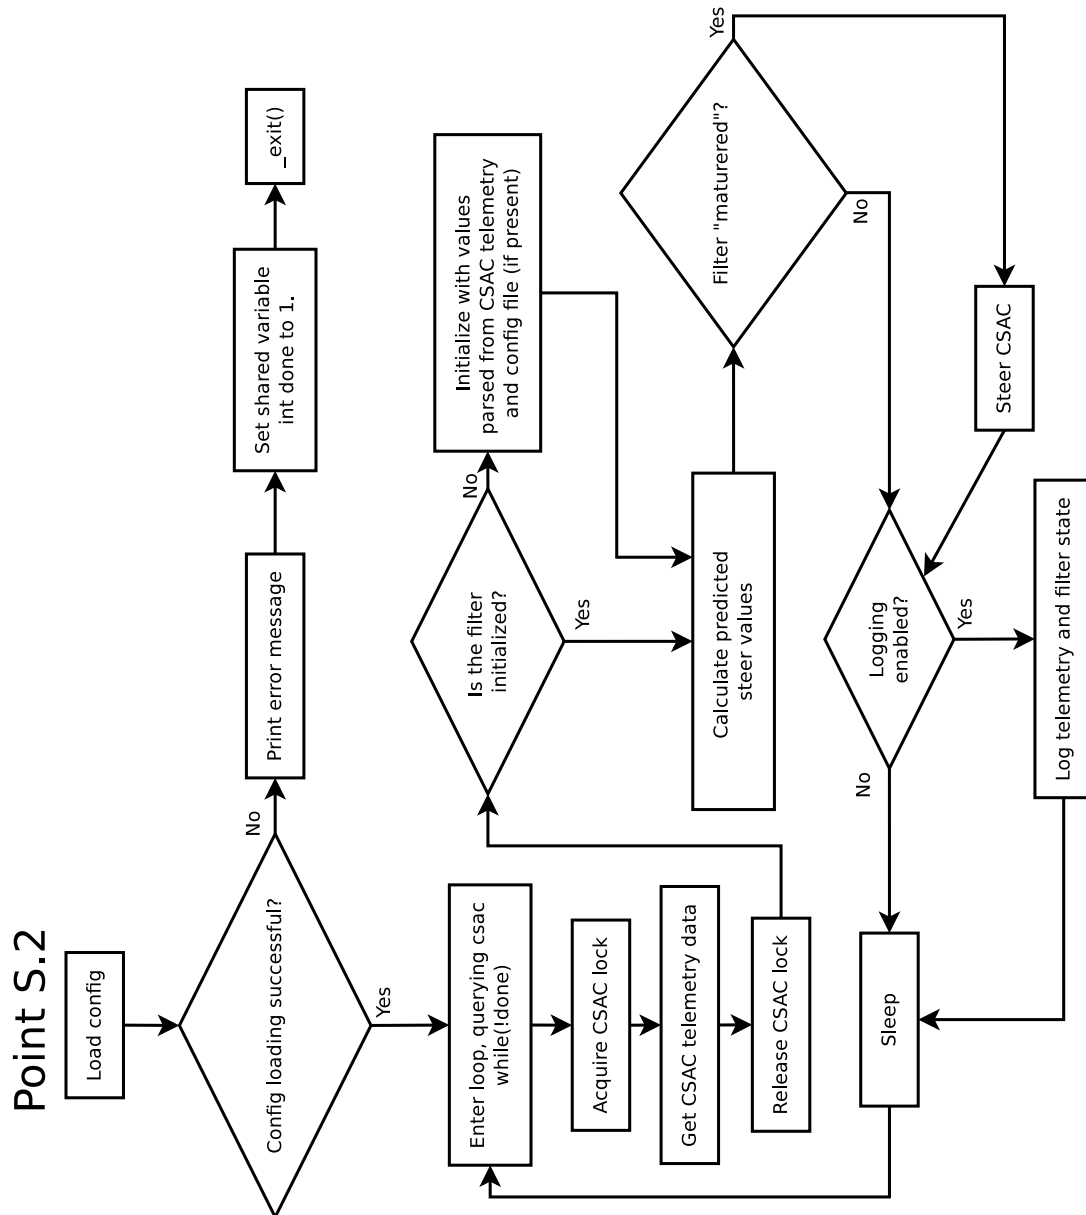 Point S.2
Load config
Config loading successful?
No
Print error message
Set shared variable
int done to 1.
_exit()
Yes
Enter loop, querying csac
while(!done)
Acquire CSAC lock
Get CSAC telemetry data
Release CSAC lock
Is the filter
initialized?
No
Initialize with values
parsed from CSAC telemetry
and config file (if present)
Yes
Calculate predicted
steer values
Filter "maturered"?
Yes
No
Steer CSAC
Logging
enabled?
Yes
No
Log telemetry and filter state
Sleep